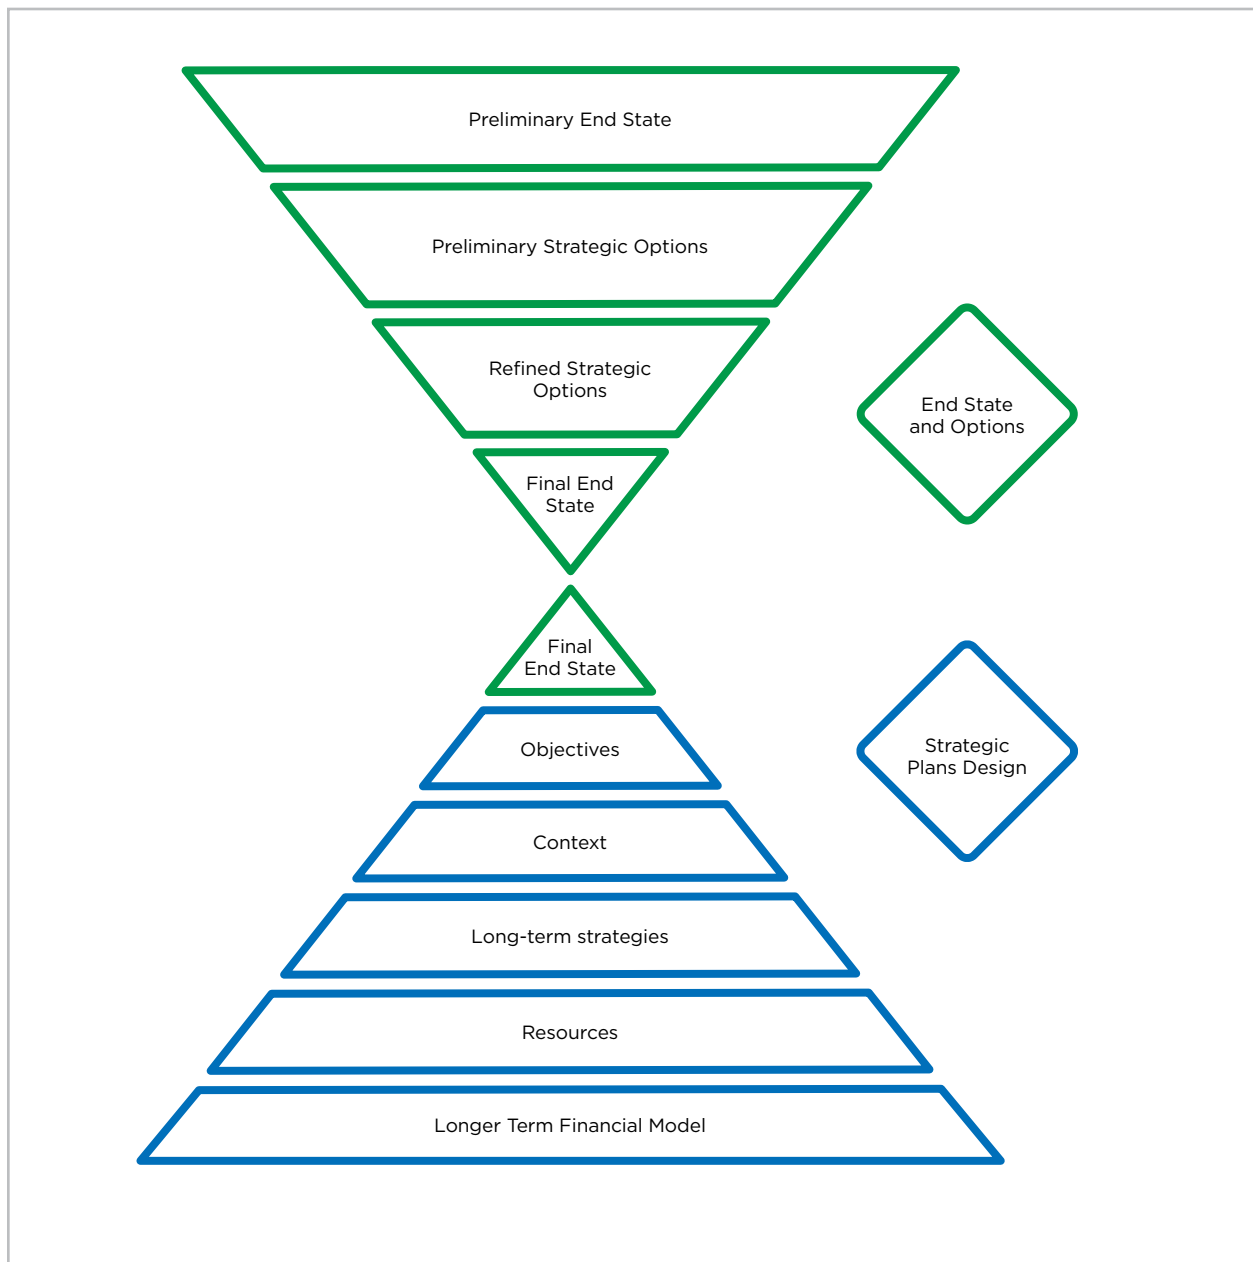 Preliminary End State
Preliminary Strategic Options
Refined Strategic
Options
End State
and Options
Final End
State
Final
End State
Objectives
Strategic
Plans Design
Context
Long-term strategies
Resources
Longer Term Financial Model